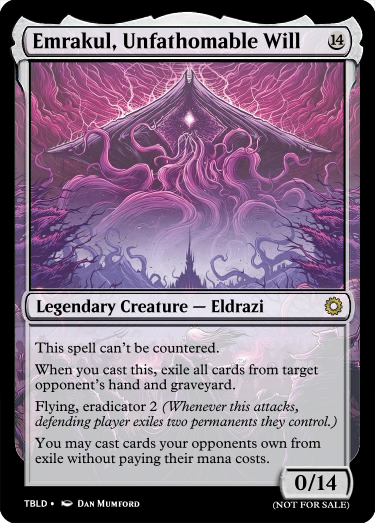 Emrakul, Unfathomable Will 14
Legendary Creature — Eldrazi
This spell can't be countered.
When you cast this, exile all cards from target
opponent's hand and graveyard.
Flying, eradicator 2 (Whenever this attacks,
defending player exiles two permanents they control.)
You may cast cards your opponents own from
exile without paying their mana costs.
0/14
TBLD • Dan Mumford
(NOT FOR SALE)